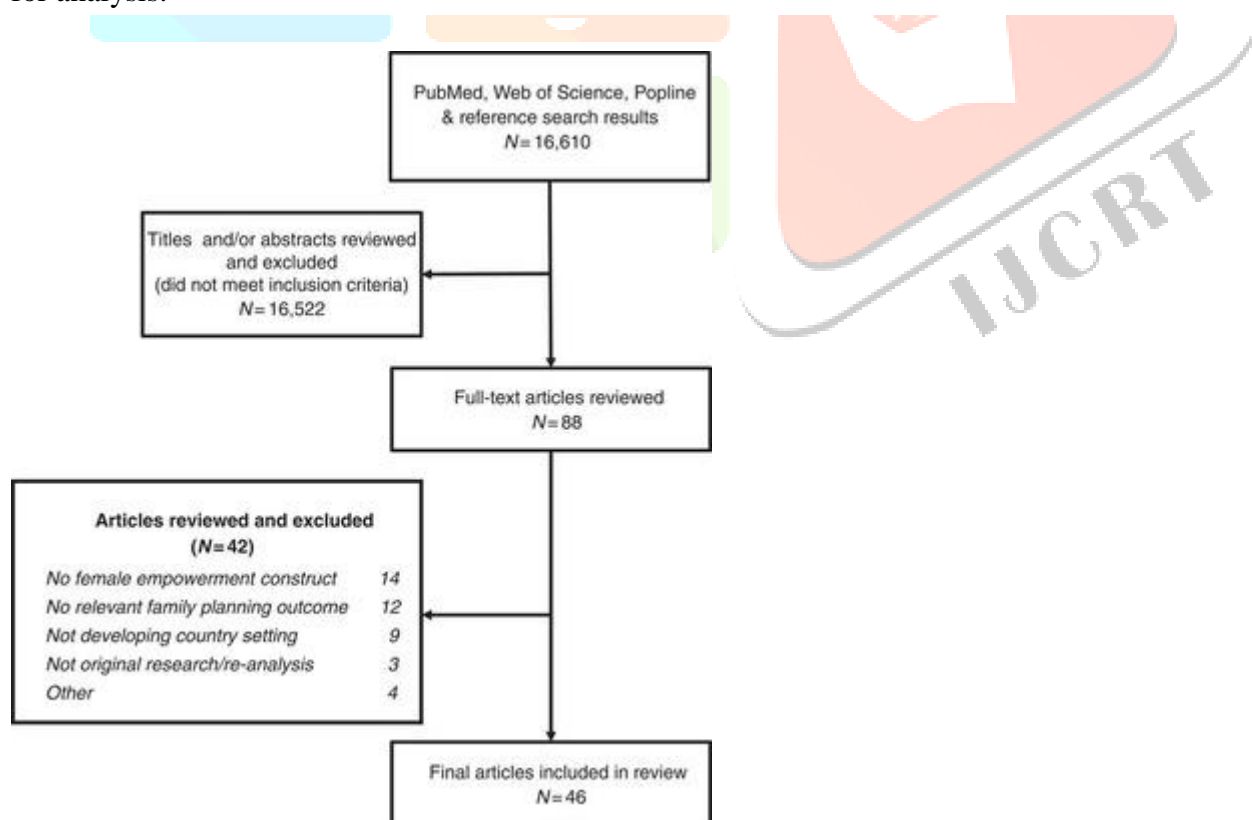 for analysis.
PubMed, Web of Science, Popline
& reference search results
N=16,610
Titles and/or abstracts reviewed
and excluded
(did not meet inclusion criteria)
N=16,522
Full-text articles reviewed
N=88
Articles reviewed and excluded
(N=42)
No female empowerment construct 14
No relevant family planning outcome 12
Not developing country setting 9
Not original research/re-analysis 3
Other 4
Final articles included in review
N=46
IJCRT